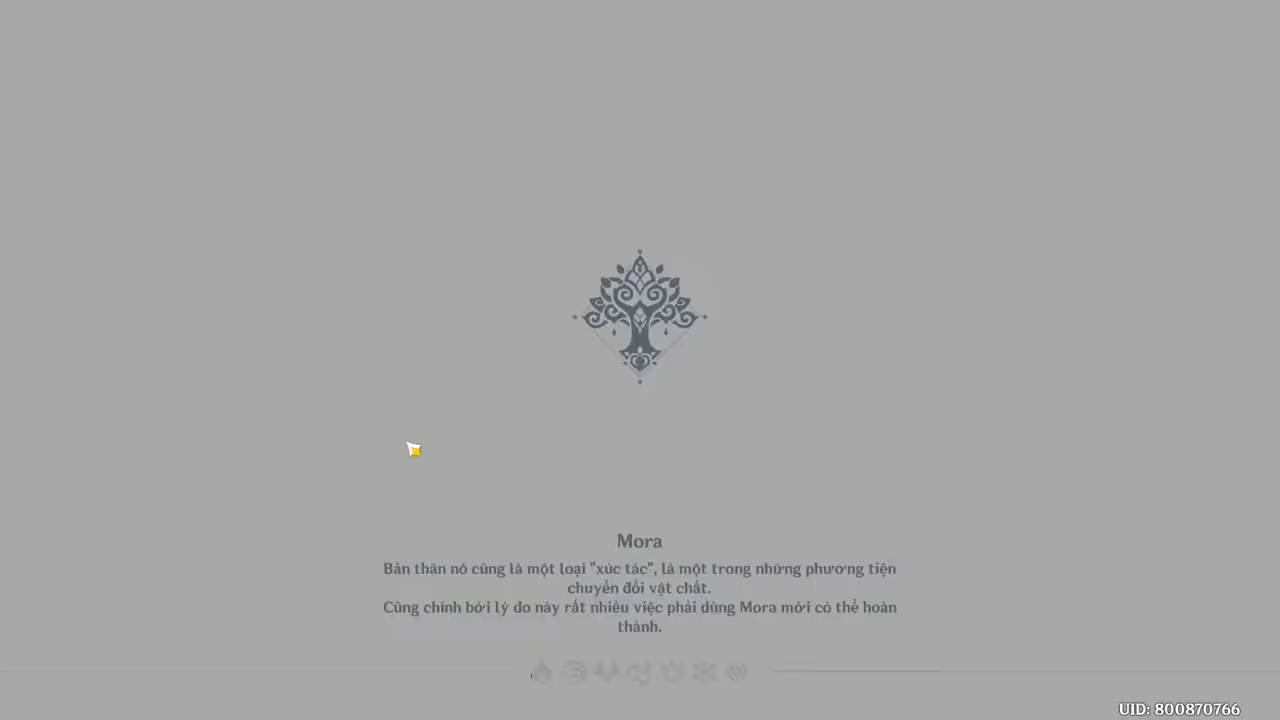 Mora
Bản thân nó cũng là một loại "xúc tác", là một trong những phương tiện
chuyển đổi vật chất.
Cũng chính bởi lý do này rất nhiều việc phải dùng Mora mới có thể hoàn
thành.
UID: 800870766